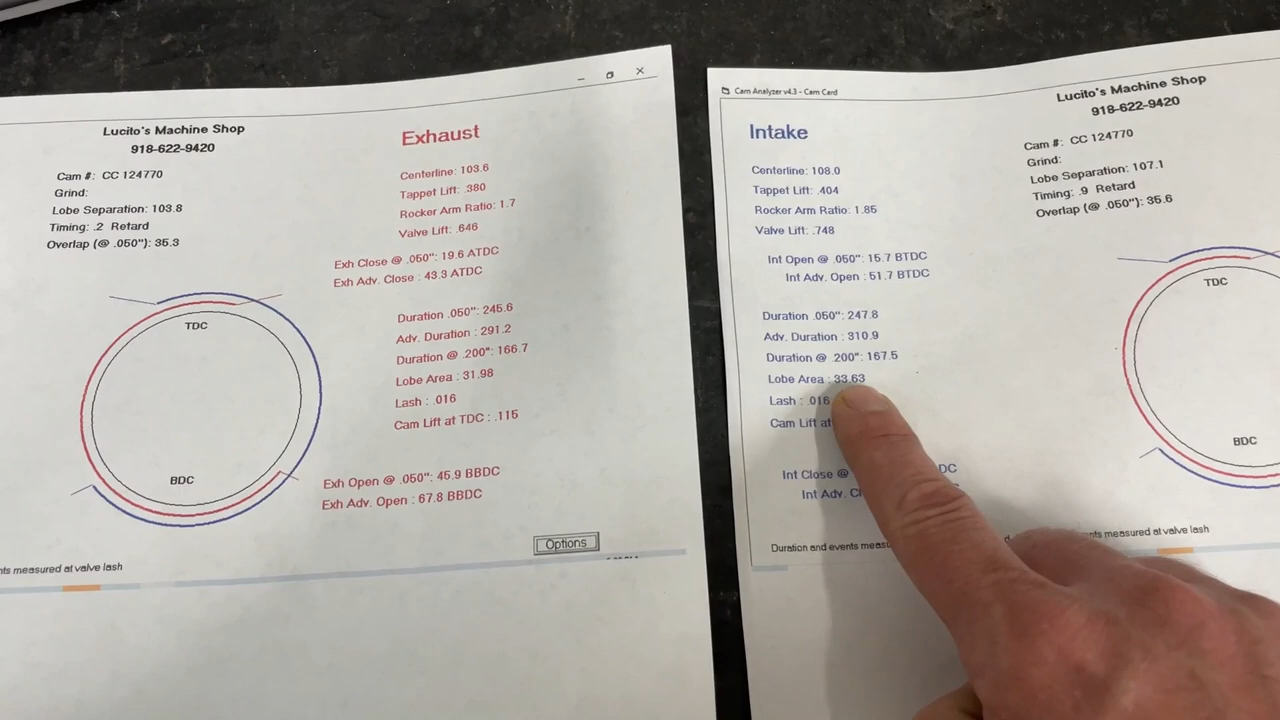 Lucito's Machine Shop
918-622-9420
Cam #: CC 124770
Grind:
Lobe Separation: 103.8
Timing: .2 Retard
Overlap (@ .050"): 35.3
Exhaust
Centerline: 103.6
Tappet Lift: .380
Rocker Arm Ratio: 1.7
Valve Lift: .646
Exh Close @ .050": 19.6 ATDC
Exh Adv. Close : 43.3 ATDC
Duration .050": 245.6
Adv. Duration : 291.2
Duration @ .200": 166.7
Lobe Area : 31.98
Lash : .016
Cam Lift at TDC : .115
Exh Open @ .050": 45.9 BBDC
Exh Adv. Open : 67.8 BBDC
TDC
BDC
Options
measured at valve lash
Cam Analyzer v4.3 - Cam Card
Intake
Centerline: 108.0
Tappet Lift: .404
Rocker Arm Ratio: 1.85
Valve Lift: .748
Int Open @ .050": 15.7 BTDC
Int Adv. Open : 51.7 BTDC
Duration .050": 247.8
Adv. Duration : 310.9
Duration @ .200": 167.5
Lobe Area : 33.63
Lash : .016
Cam Lift at
Int Close @
Int Adv.
Duration and events
measured at valve lash
Lucito's Machine Shop
918-622-9420
Cam #: CC 124770
Grind:
Lobe Separation: 107.1
Timing: .9 Retard
Overlap (@ .050"): 35.6
TDC
BDC